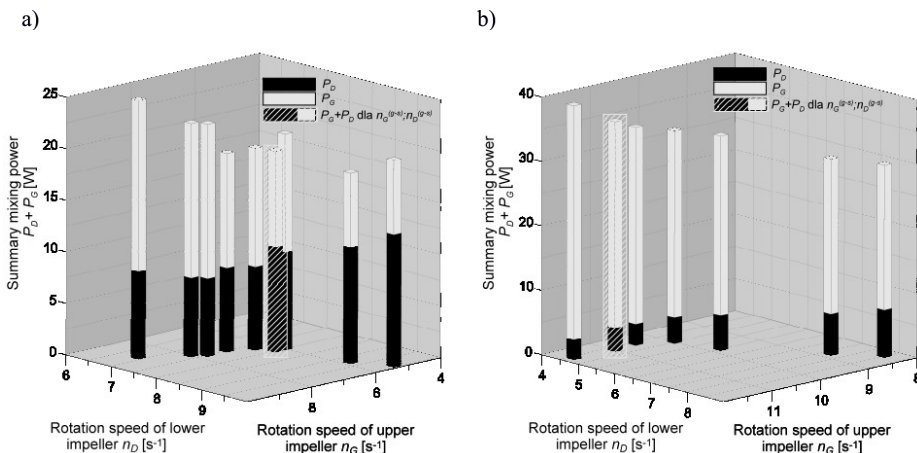 a)
P_D
P_G
P_G+P_D dla n_G^(g-s);n_D^(g-s)
25
20
15
10
5
0
Summary mixing power
P_D + P_G [W]
6
7
8
9
8
6
4
Rotation speed of lower
impeller n_D [s^-1]
Rotation speed of upper
impeller n_G [s^-1]
b)
P_D
P_G
P_G+P_D dla n_G^(g-s);n_D^(g-s)
40
30
20
10
0
Summary mixing power
P_D + P_G [W]
4
5
6
7
8
11
10
9
8
Rotation speed of lower
impeller n_D [s^-1]
Rotation speed of upper
impeller n_G [s^-1]